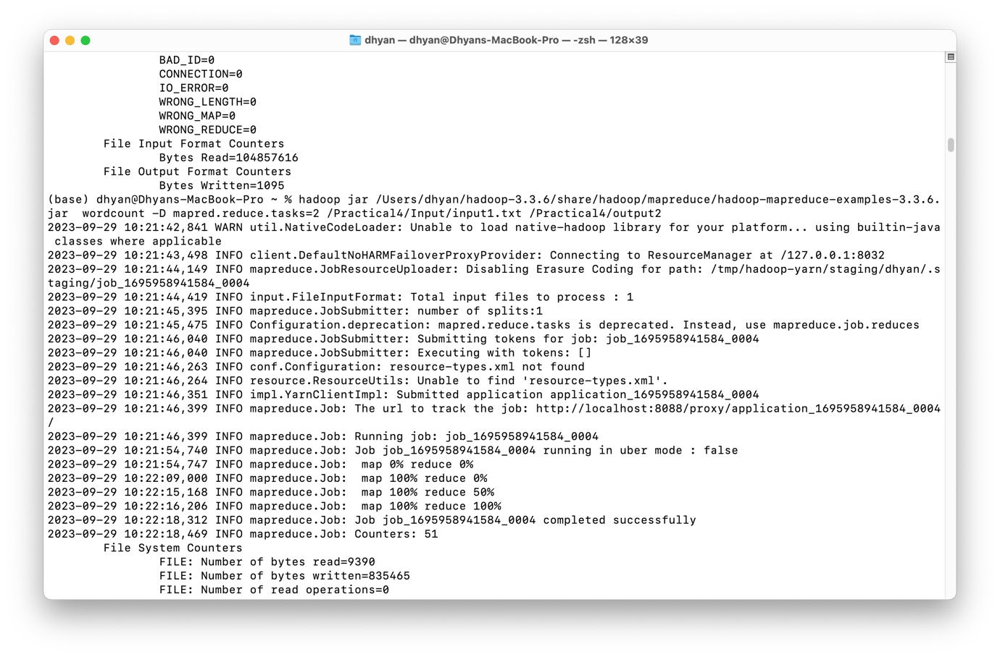 dhyan — dhyan@Dhyans-MacBook-Pro — -zsh — 128×39
BAD_ID=0
CONNECTION=0
IO_ERROR=0
WRONG_LENGTH=0
WRONG_MAP=0
WRONG_REDUCE=0
File Input Format Counters
Bytes Read=104857616
File Output Format Counters
Bytes Written=1095
(base) dhyan@Dhyans-MacBook-Pro ~ % hadoop jar /Users/dhyan/hadoop-3.3.6/share/hadoop/mapreduce/hadoop-mapreduce-examples-3.3.6.
jar  wordcount -D mapred.reduce.tasks=2 /Practical4/Input/input1.txt /Practical4/output2
2023-09-29 10:21:42,841 WARN util.NativeCodeLoader: Unable to load native-hadoop library for your platform... using builtin-java
 classes where applicable
2023-09-29 10:21:43,498 INFO client.DefaultNoHARMFailoverProxyProvider: Connecting to ResourceManager at /127.0.0.1:8032
2023-09-29 10:21:44,149 INFO mapreduce.JobResourceUploader: Disabling Erasure Coding for path: /tmp/hadoop-yarn/staging/dhyan/.s
taging/job_1695958941584_0004
2023-09-29 10:21:44,419 INFO input.FileInputFormat: Total input files to process : 1
2023-09-29 10:21:45,395 INFO mapreduce.JobSubmitter: number of splits:1
2023-09-29 10:21:45,475 INFO Configuration.deprecation: mapred.reduce.tasks is deprecated. Instead, use mapreduce.job.reduces
2023-09-29 10:21:46,040 INFO mapreduce.JobSubmitter: Submitting tokens for job: job_1695958941584_0004
2023-09-29 10:21:46,040 INFO mapreduce.JobSubmitter: Executing with tokens: []
2023-09-29 10:21:46,263 INFO conf.Configuration: resource-types.xml not found
2023-09-29 10:21:46,264 INFO resource.ResourceUtils: Unable to find 'resource-types.xml'.
2023-09-29 10:21:46,351 INFO impl.YarnClientImpl: Submitted application application_1695958941584_0004
2023-09-29 10:21:46,399 INFO mapreduce.Job: The url to track the job: http://localhost:8088/proxy/application_1695958941584_0004
/
2023-09-29 10:21:46,399 INFO mapreduce.Job: Running job: job_1695958941584_0004
2023-09-29 10:21:54,740 INFO mapreduce.Job: Job job_1695958941584_0004 running in uber mode : false
2023-09-29 10:21:54,747 INFO mapreduce.Job:  map 0% reduce 0%
2023-09-29 10:22:09,000 INFO mapreduce.Job:  map 100% reduce 0%
2023-09-29 10:22:15,168 INFO mapreduce.Job:  map 100% reduce 50%
2023-09-29 10:22:16,206 INFO mapreduce.Job:  map 100% reduce 100%
2023-09-29 10:22:18,312 INFO mapreduce.Job: Job job_1695958941584_0004 completed successfully
2023-09-29 10:22:18,469 INFO mapreduce.Job: Counters: 51
File System Counters
FILE: Number of bytes read=9390
FILE: Number of bytes written=835465
FILE: Number of read operations=0